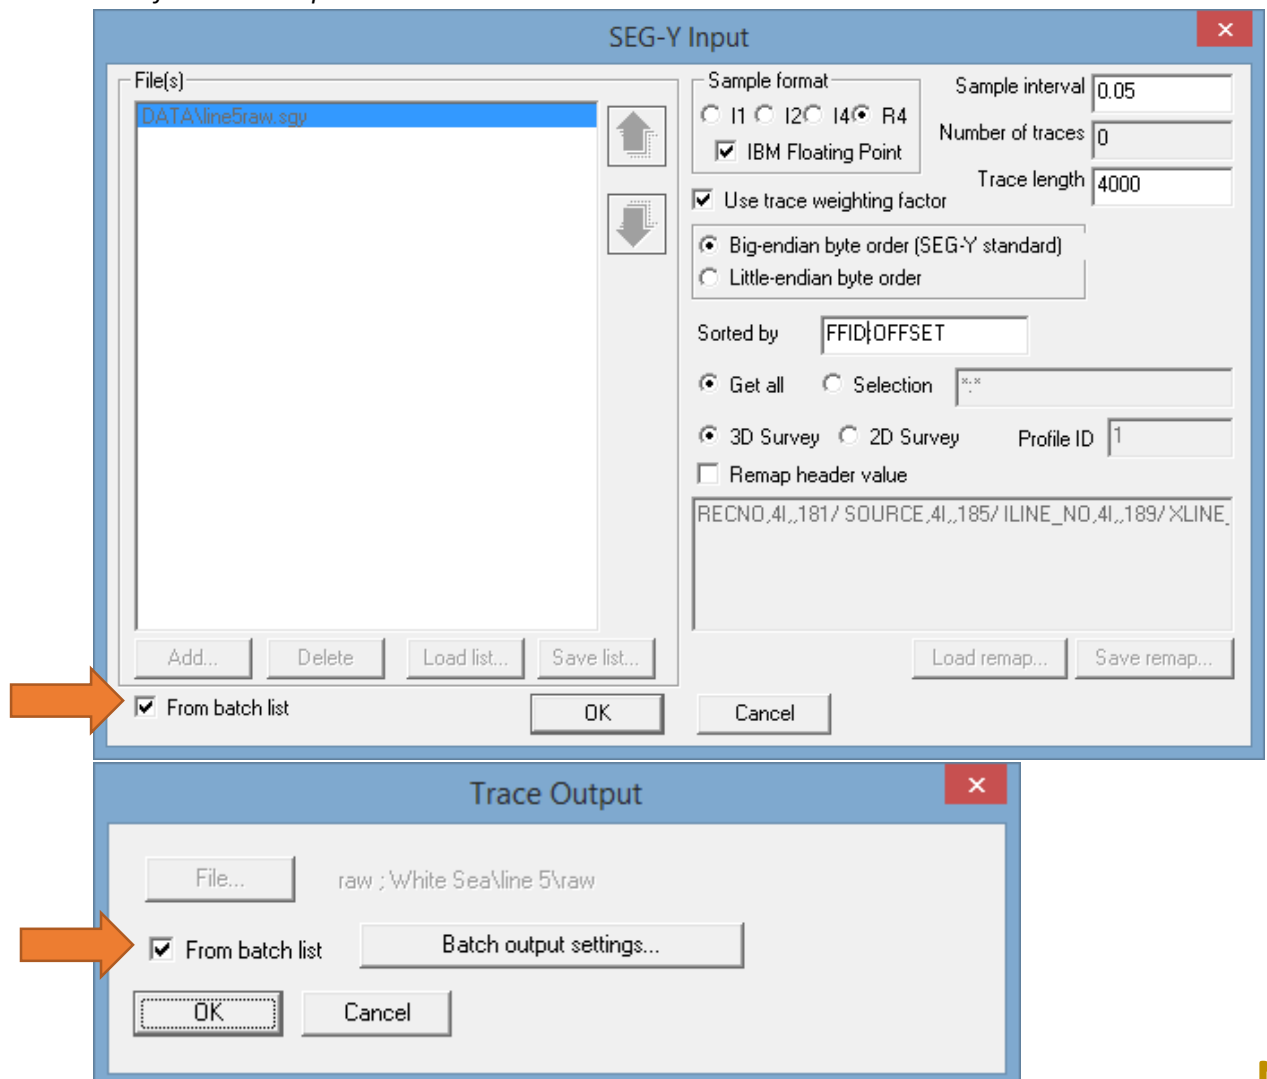 SEG-Y Input
File(s)
DATA\line5raw.sgy
Sample format
I1 I2 I4 R4
IBM Floating Point
Sample interval 0.05
Number of traces 0
Trace length 4000
Use trace weighting factor
Big-endian byte order (SEG-Y standard)
Little-endian byte order
Sorted by FFID:OFFSET
Get all Selection *:*
3D Survey 2D Survey Profile ID 1
Remap header value
RECNO,4I,,181/ SOURCE,4I,,185/ ILINE_NO,4I,,189/ XLINE_
Add... Delete Load list... Save list... Load remap... Save remap...
From batch list OK Cancel
Trace Output
File... raw ; White Sea\line 5\raw
From batch list Batch output settings...
OK Cancel